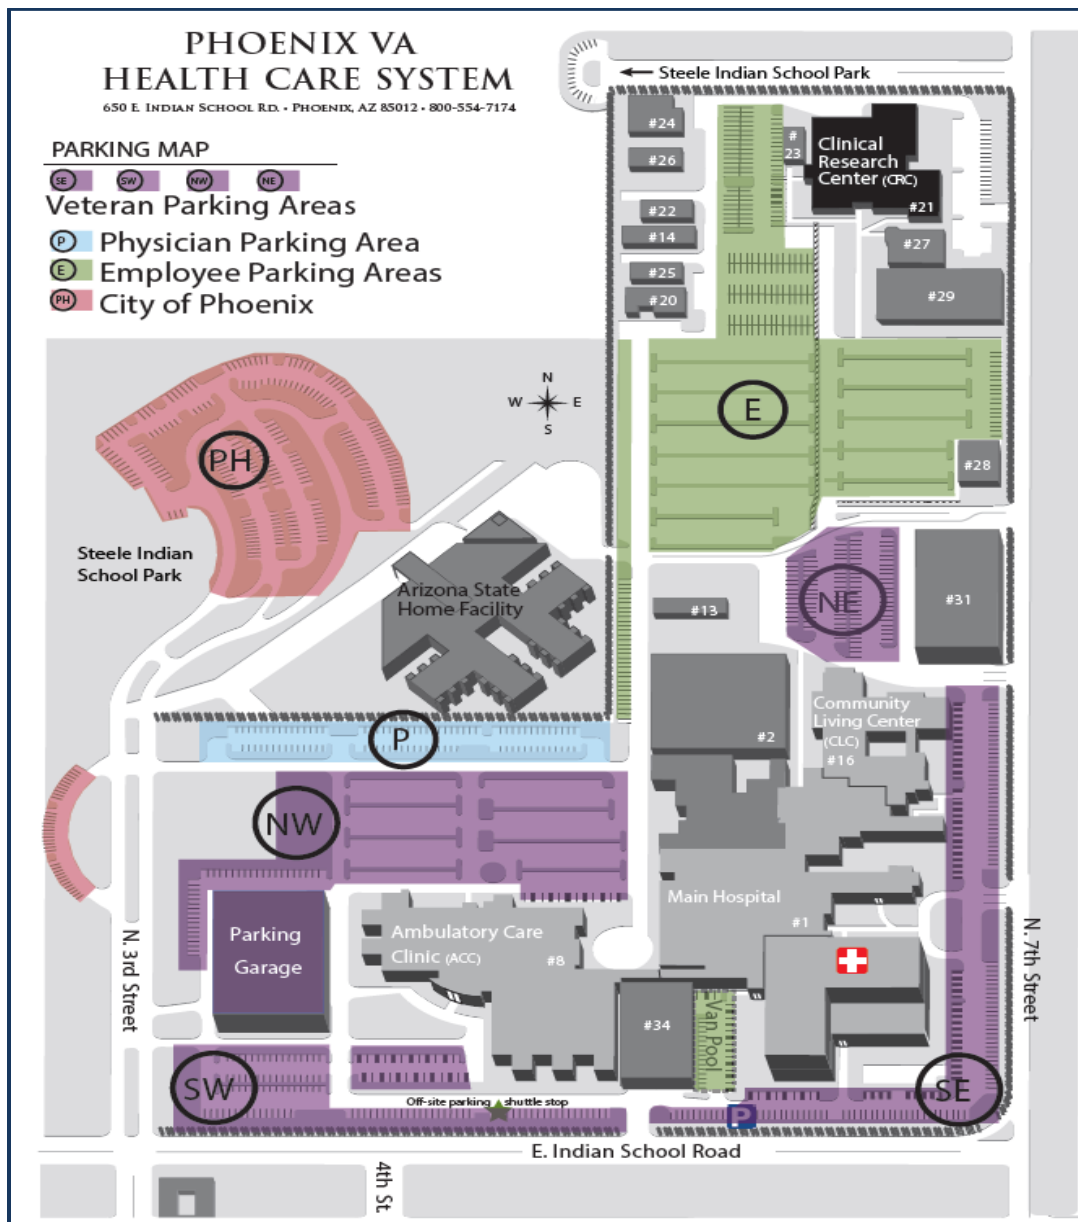 PHOENIX VA
HEALTH CARE SYSTEM
650 E. INDIAN SCHOOL RD. • PHOENIX, AZ 85012 • 800-554-7174
PARKING MAP
SE SW NW NE
Veteran Parking Areas
P Physician Parking Area
E Employee Parking Areas
PH City of Phoenix
Steele Indian School Park
#24
#26
#22
#14
#25
#20
#
23
Clinical
Research
Center (CRC)
#21
#27
#29
E
#28
N
W E
S
PH
Steele Indian
School Park
Arizona State
Home Facility
#13
NE
#31
P
#2
Community
Living Center
(CLC)
#16
NW
Parking
Garage
Ambulatory Care
Clinic (ACC)
#8
Main Hospital
#1
N. 3rd Street
N. 7th Street
#34
Van Pool
SW
SE
Off-site parking shuttle stop
P
E. Indian School Road
4th St.